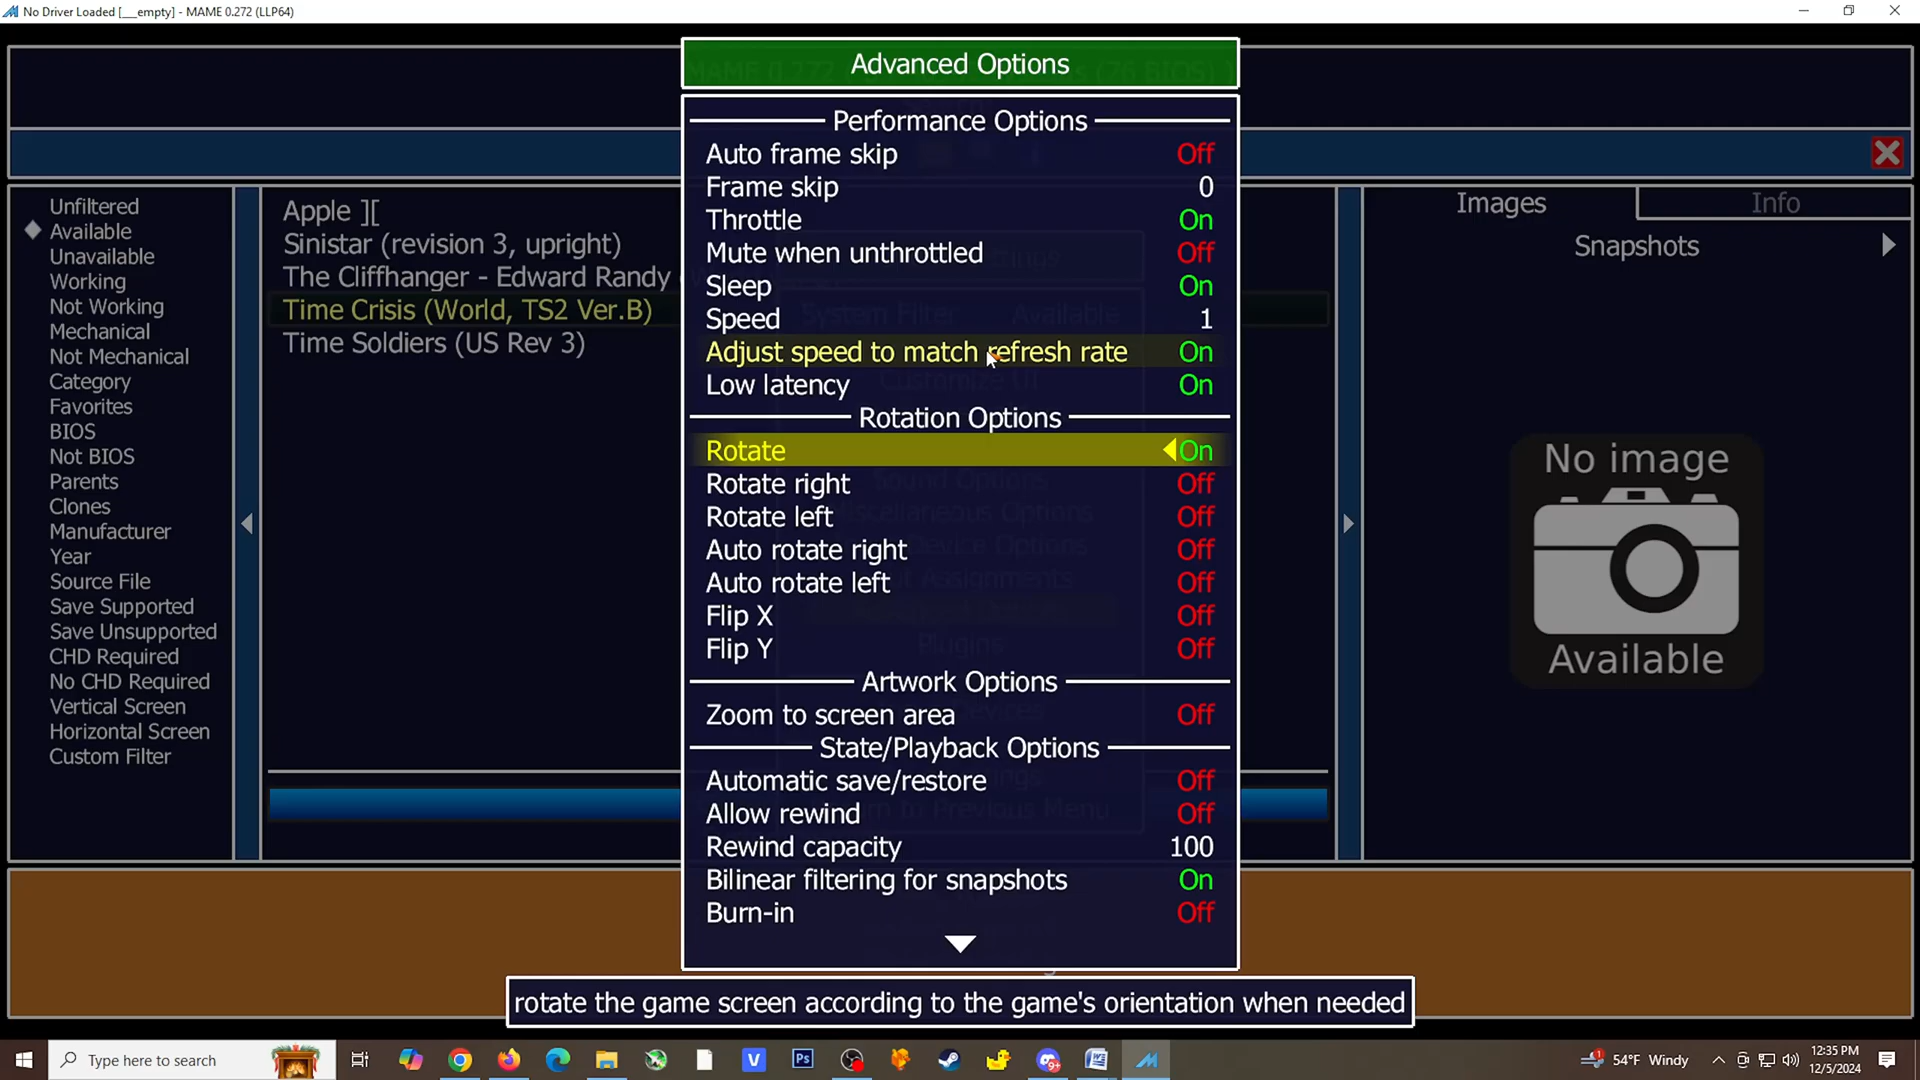 No Driver Loaded [___empty] - MAME 0.272 (LLP64)
Advanced Options
Performance Options
Auto frame skip Off
Frame skip 0
Throttle On
Mute when unthrottled Off
Sleep On
Speed 1
Adjust speed to match refresh rate On
Low latency On
Rotation Options
Rotate On
Rotate right Off
Rotate left Off
Auto rotate right Off
Auto rotate left Off
Flip X Off
Flip Y Off
Artwork Options
Zoom to screen area Off
State/Playback Options
Automatic save/restore Off
Allow rewind Off
Rewind capacity 100
Bilinear filtering for snapshots On
Burn-in Off
rotate the game screen according to the game's orientation when needed
Unfiltered
Available
Unavailable
Working
Not Working
Mechanical
Not Mechanical
Category
Favorites
BIOS
Not BIOS
Parents
Clones
Manufacturer
Year
Source File
Save Supported
Save Unsupported
CHD Required
No CHD Required
Vertical Screen
Horizontal Screen
Custom Filter
Apple ][
Sinistar (revision 3, upright)
The Cliffhanger - Edward Randy
Time Crisis (World, TS2 Ver.B)
Time Soldiers (US Rev 3)
Images Info
Snapshots
No image
Available
Type here to search
54°F Windy
12:35 PM
12/5/2024